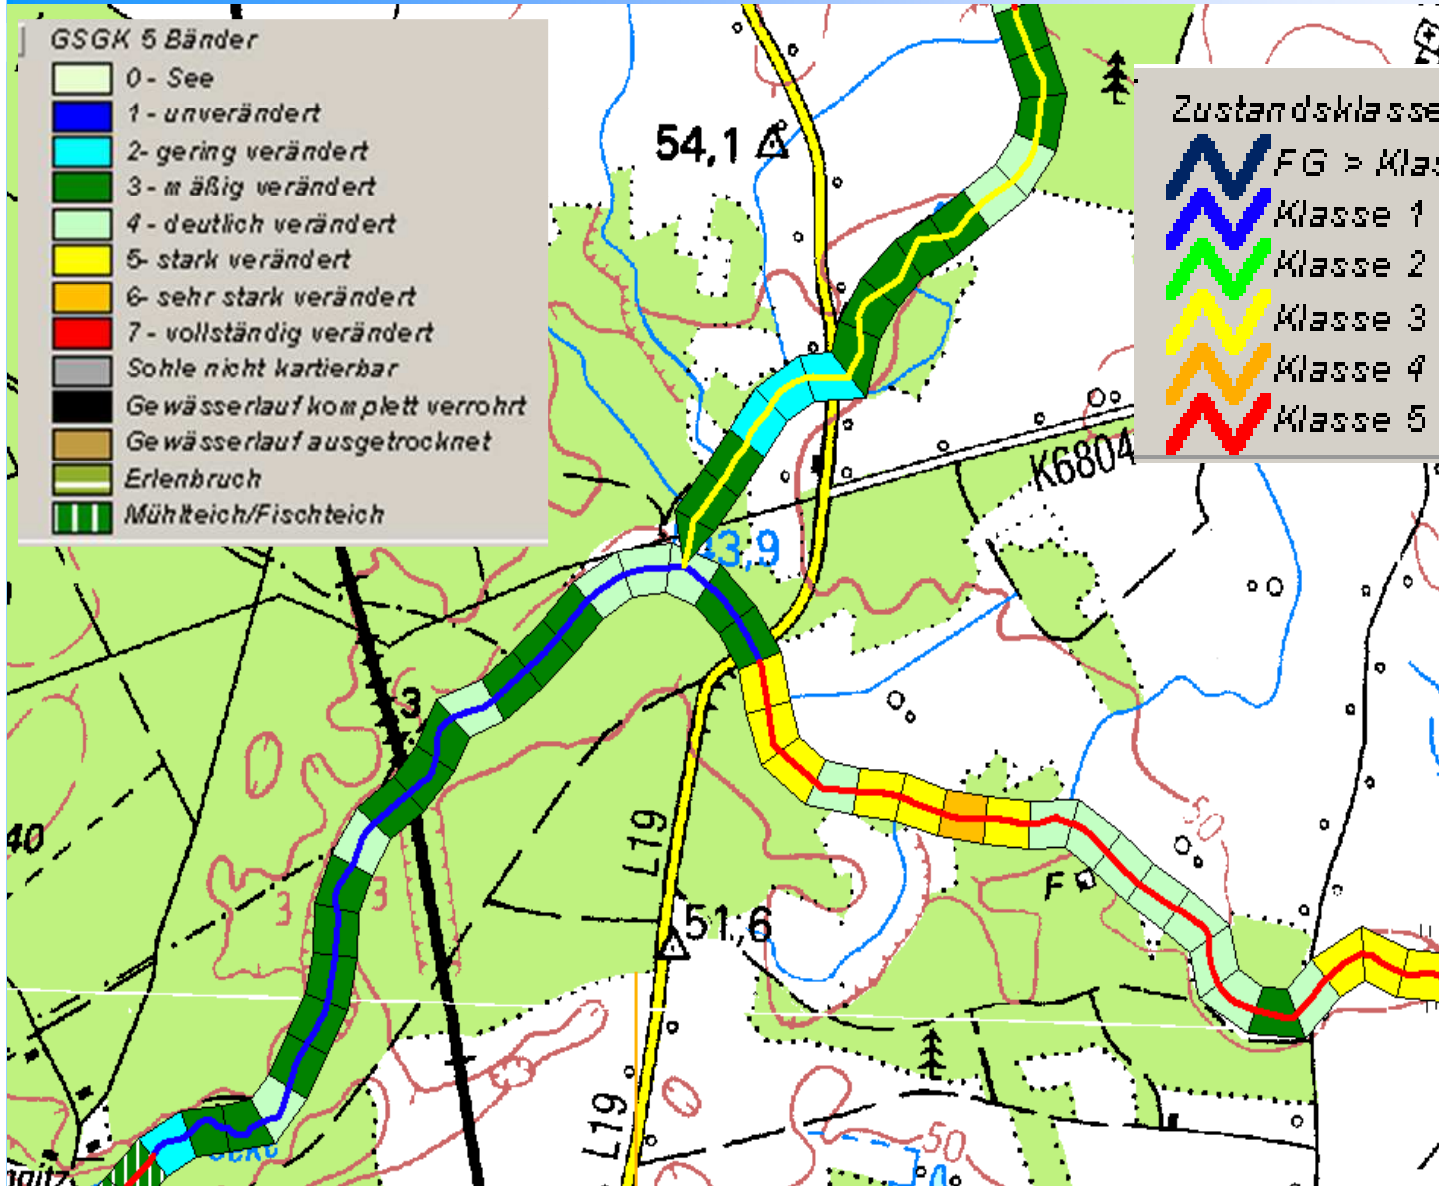 GSGK 5 Bänder
0 - See
1 - unverändert
2- gering verändert
3 - mäßig verändert
4 - deutlich verändert
5- stark verändert
6- sehr stark verändert
7 - vollständig verändert
Sohle nicht kartierbar
Gewässerlauf komplett verrohrt
Gewässerlauf ausgetrocknet
Erlenbruch
Mühlteich/Fischteich
Zustandsklasse
FG > Klas
Klasse 1
Klasse 2
Klasse 3
Klasse 4
Klasse 5
54,1
K6804
43,9
3
50
40
L19
F
3
3
51,6
L19
50